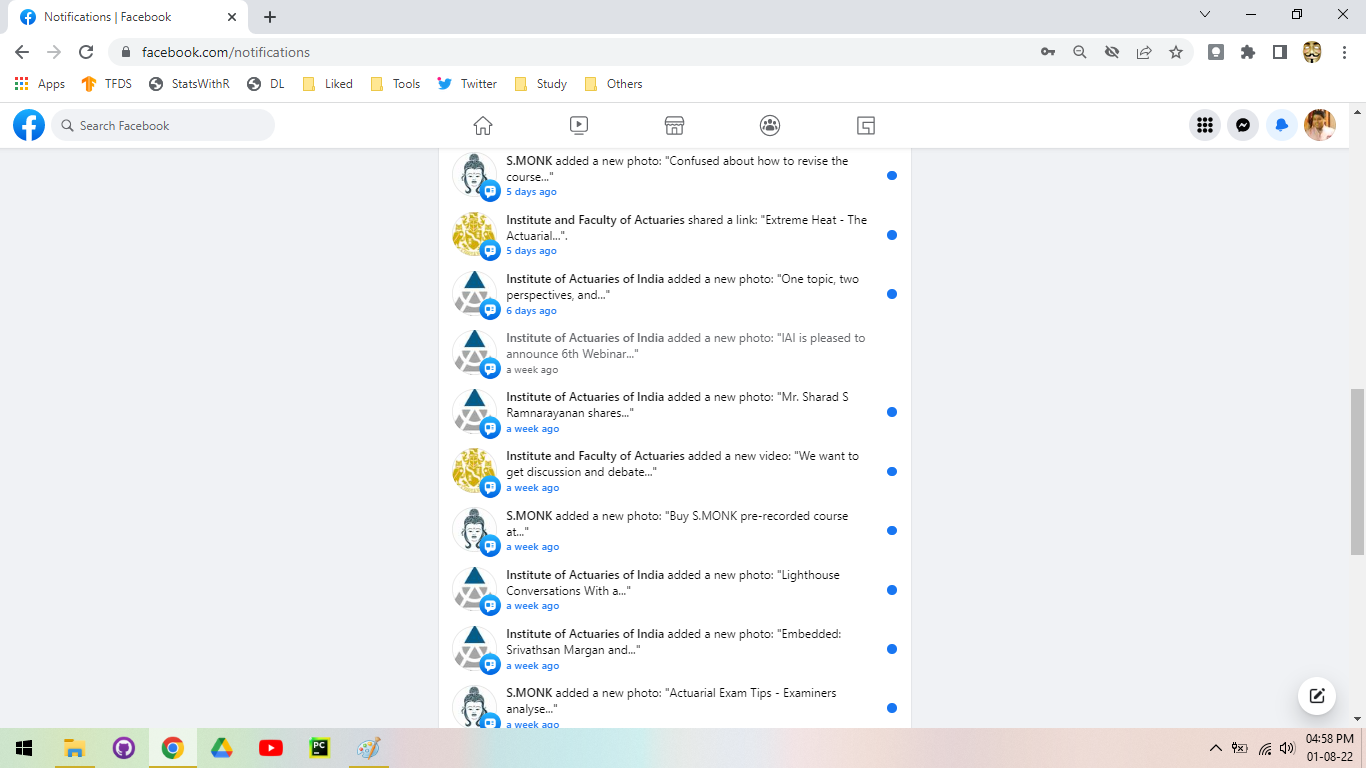 Notifications | Facebook
facebook.com/notifications
Apps TFDS StatsWithR DL Liked Tools Twitter Study Others
Search Facebook
S.MONK added a new photo: "Confused about how to revise the
course..."
5 days ago
Institute and Faculty of Actuaries shared a link: "Extreme Heat - The
Actuarial...".
5 days ago
Institute of Actuaries of India added a new photo: "One topic, two
perspectives, and..."
6 days ago
Institute of Actuaries of India added a new photo: "IAI is pleased to
announce 6th Webinar..."
a week ago
Institute of Actuaries of India added a new photo: "Mr. Sharad S
Ramnarayanan shares..."
a week ago
Institute and Faculty of Actuaries added a new video: "We want to
get discussion and debate..."
a week ago
S.MONK added a new photo: "Buy S.MONK pre-recorded course
at..."
a week ago
Institute of Actuaries of India added a new photo: "Lighthouse
Conversations With a..."
a week ago
Institute of Actuaries of India added a new photo: "Embedded:
Srivathsan Margan and..."
a week ago
S.MONK added a new photo: "Actuarial Exam Tips - Examiners
analyse..."
a week ago
PC
04:58 PM
01-08-22